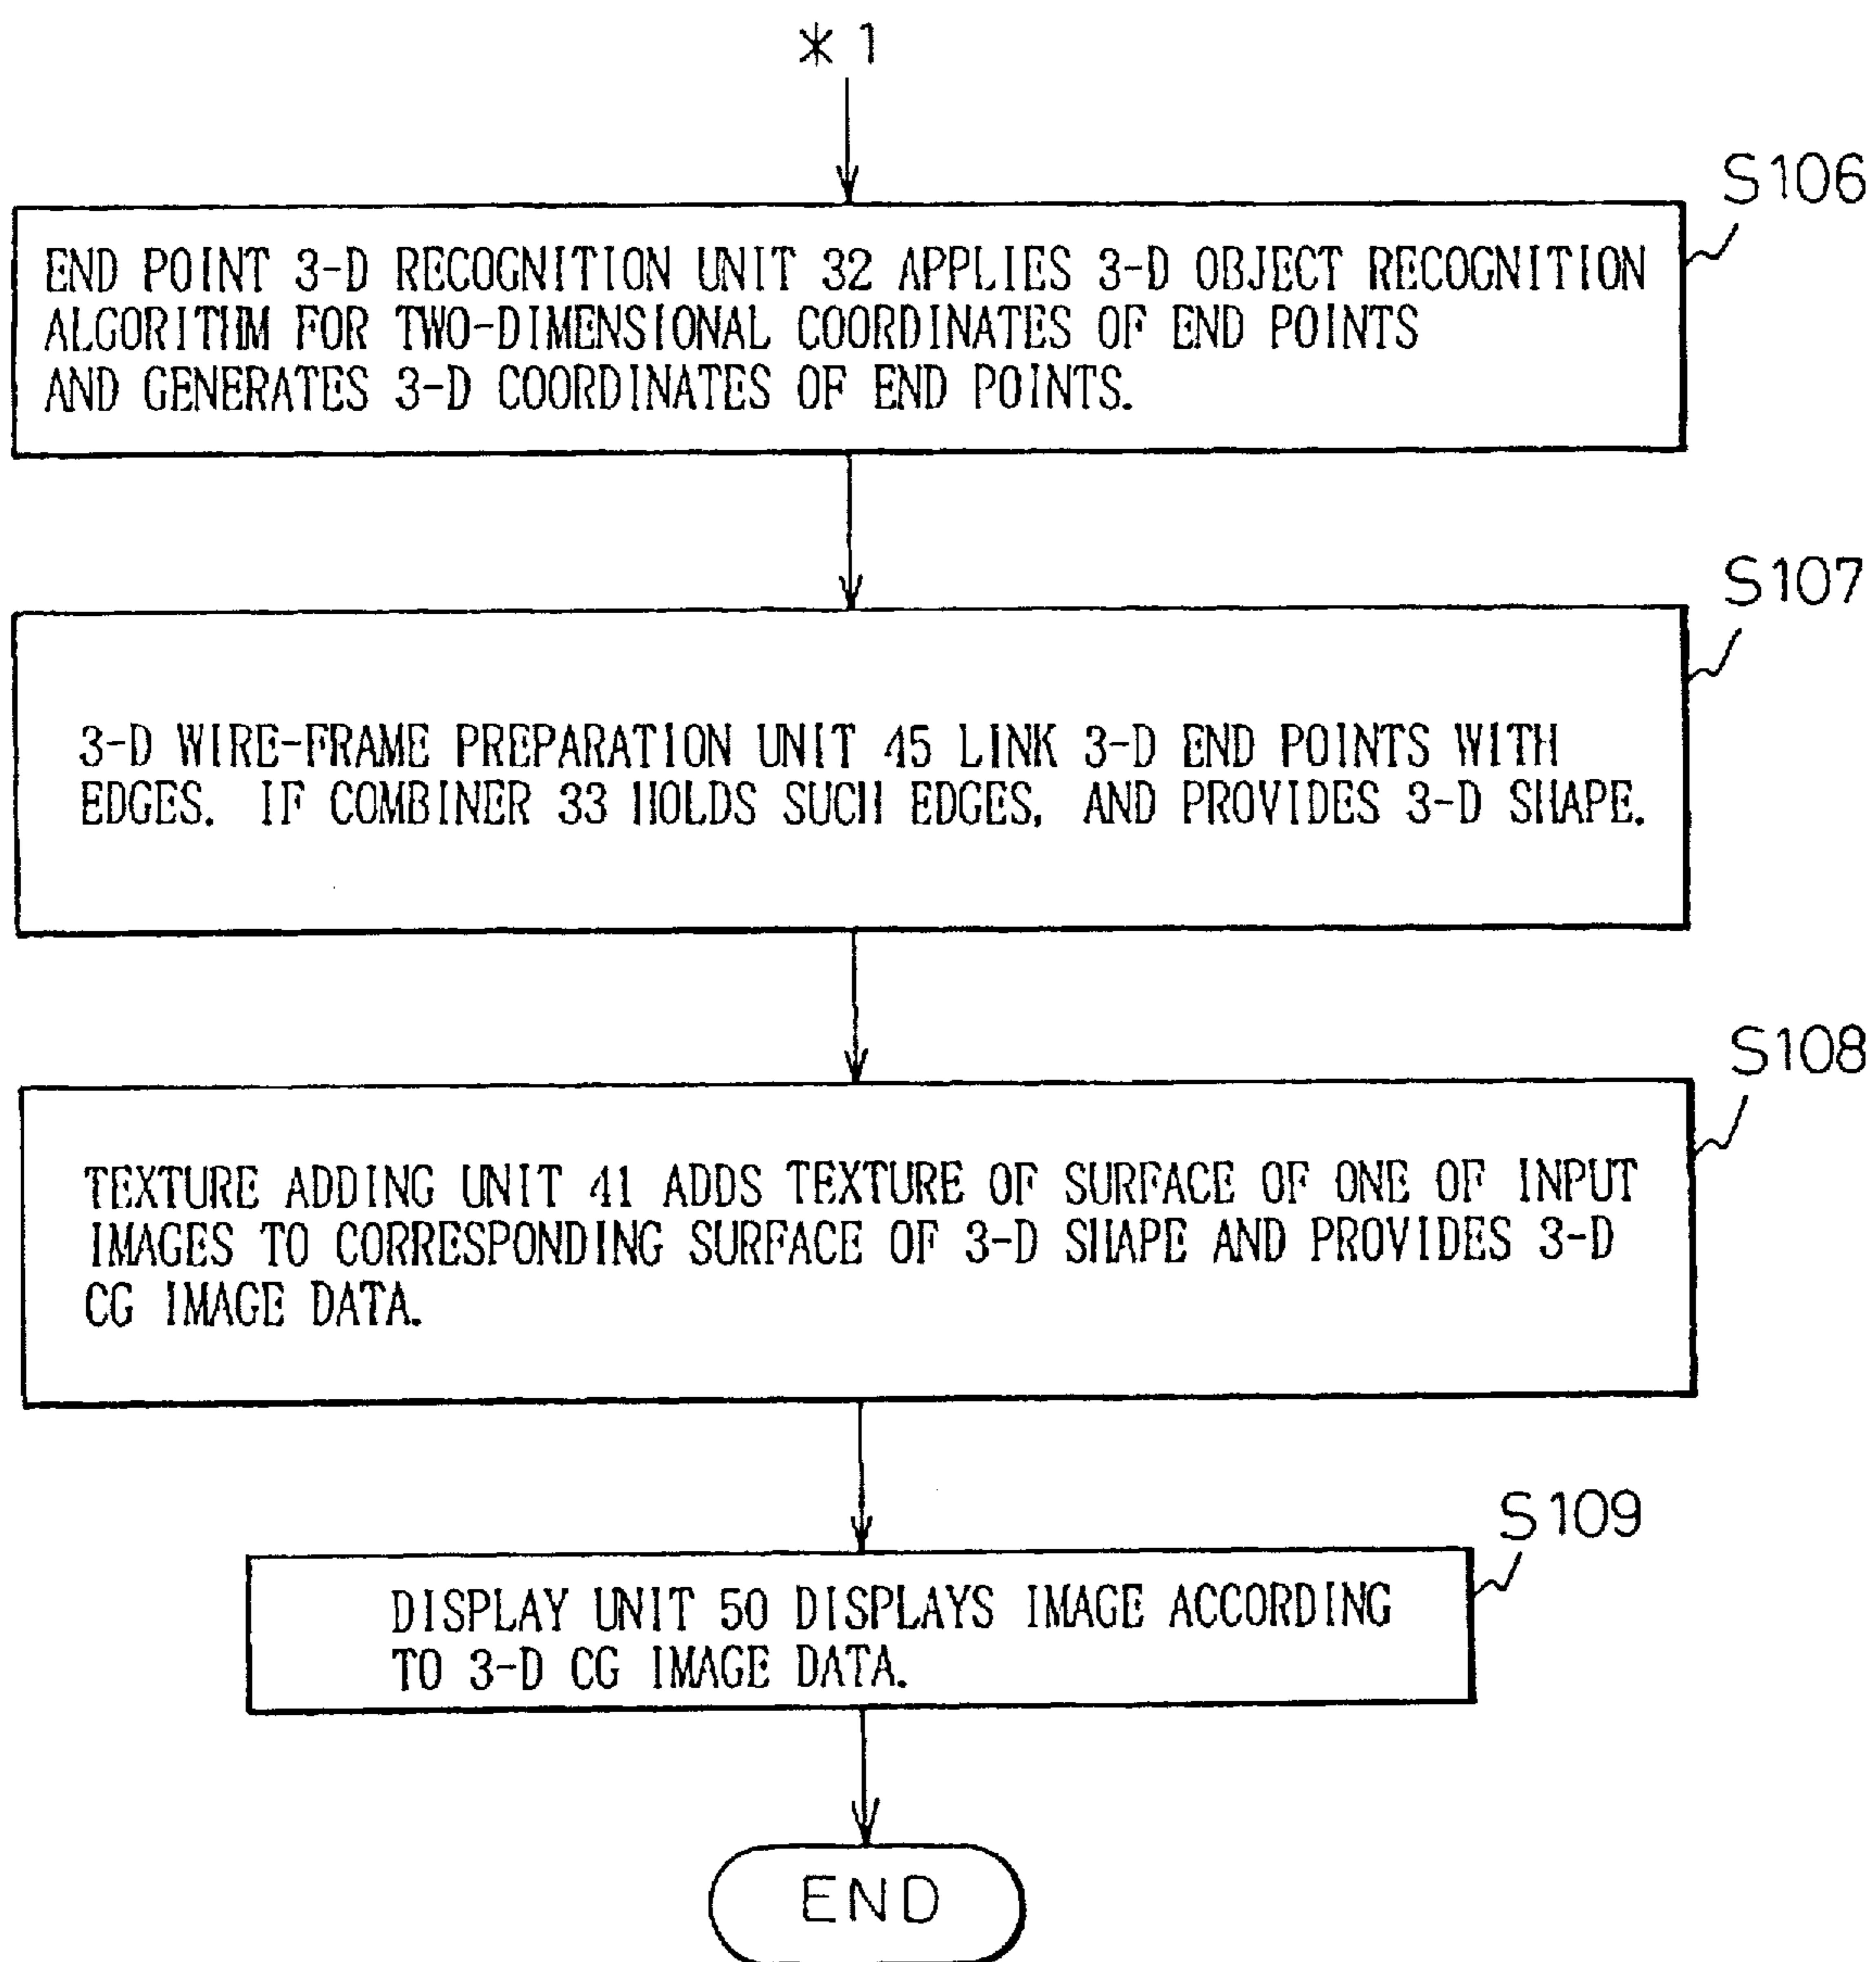 * 1
S106
END POINT 3-D RECOGNITION UNIT 32 APPLIES 3-D OBJECT RECOGNITION
ALGORITHM FOR TWO-DIMENSIONAL COORDINATES OF END POINTS
AND GENERATES 3-D COORDINATES OF END POINTS.
S107
3-D WIRE-FRAME PREPARATION UNIT 45 LINK 3-D END POINTS WITH
EDGES. IF COMBINER 33 HOLDS SUCH EDGES, AND PROVIDES 3-D SHAPE.
S108
TEXTURE ADDING UNIT 41 ADDS TEXTURE OF SURFACE OF ONE OF INPUT
IMAGES TO CORRESPONDING SURFACE OF 3-D SHAPE AND PROVIDES 3-D
CG IMAGE DATA.
S109
DISPLAY UNIT 50 DISPLAYS IMAGE ACCORDING
TO 3-D CG IMAGE DATA.
END